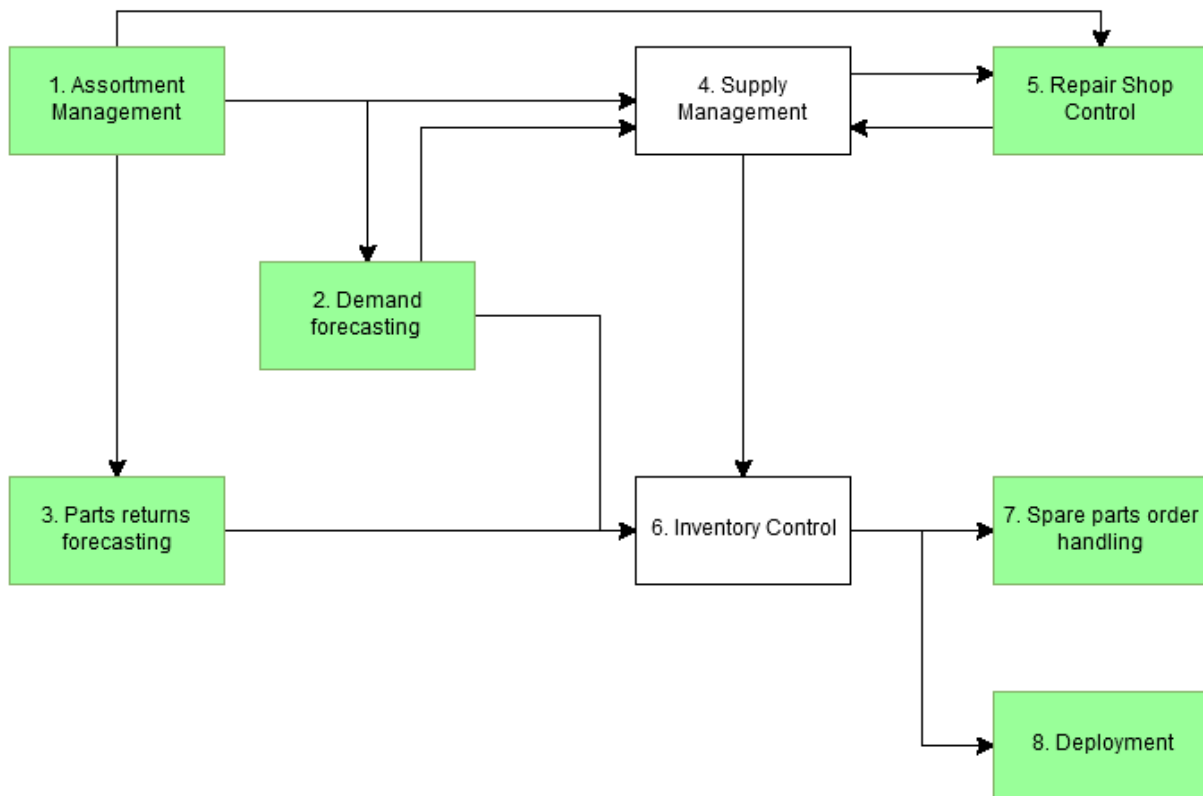 1. Assortment
Management
4. Supply
Management
5. Repair Shop
Control
2. Demand
forecasting
3. Parts returns
forecasting
6. Inventory Control
7. Spare parts order
handling
8. Deployment